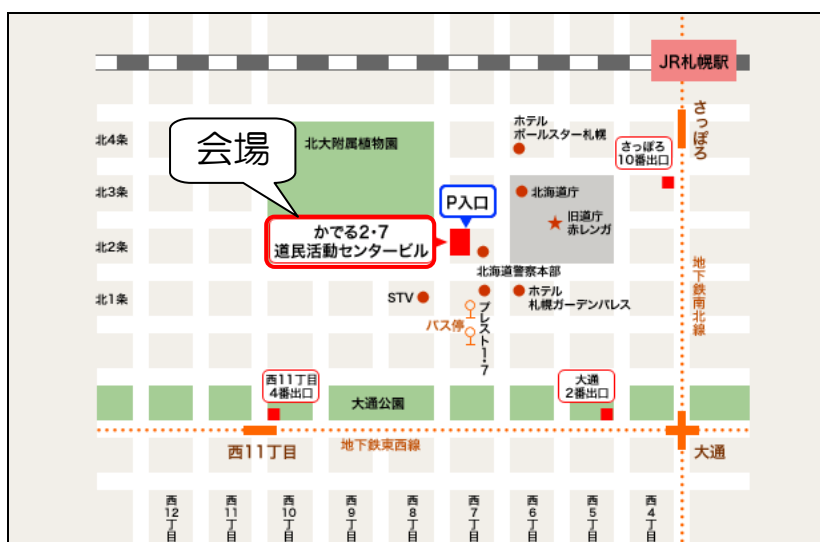 JR札幌駅
さっぽろ
ホテル
ポールスター札幌
北4条
会場
北大附属植物園
さっぽろ
10番出口
北3条
北海道庁
P入口
旧道庁
赤レンガ
かでる2・7
道民活動センタービル
北2条
北海道警察本部
地下鉄南北線
北1条
STV
ホテル
札幌ガーデンパレス
プレスト1・7
バス停
西11丁目
4番出口
大通
2番出口
大通公園
地下鉄東西線
西11丁目
大通
西12丁目
西11丁目
西10丁目
西9丁目
西8丁目
西7丁目
西6丁目
西5丁目
西4丁目